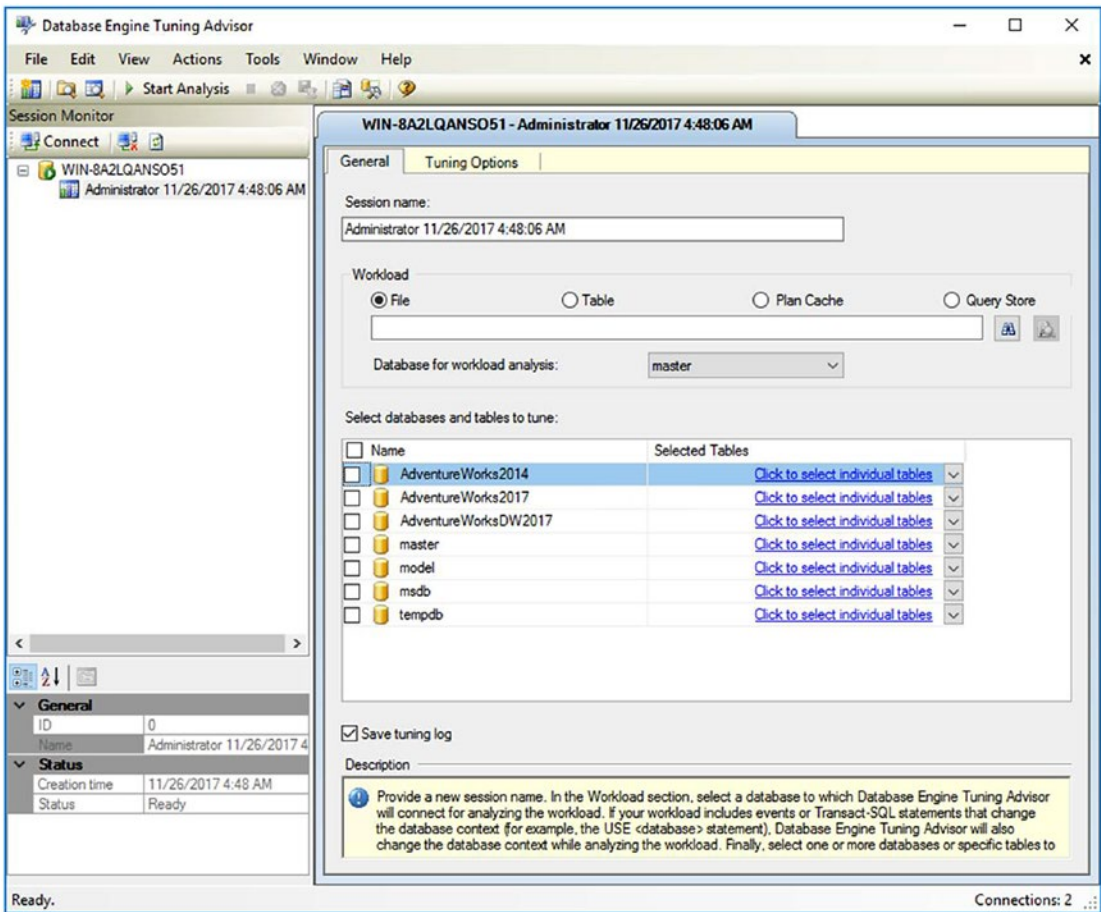 Database Engine Tuning Advisor
File Edit View Actions Tools Window Help
Start Analysis
Session Monitor
Connect
WIN-8A2LQANSO51
Administrator 11/26/2017 4:48:06 AM
WIN-8A2LQANSO51 - Administrator 11/26/2017 4:48:06 AM
General Tuning Options
Session name:
Administrator 11/26/2017 4:48:06 AM
Workload
File Table Plan Cache Query Store
Database for workload analysis: master
Select databases and tables to tune:
Name Selected Tables
AdventureWorks2014 Click to select individual tables
AdventureWorks2017 Click to select individual tables
AdventureWorksDW2017 Click to select individual tables
master Click to select individual tables
model Click to select individual tables
msdb Click to select individual tables
tempdb Click to select individual tables
Save tuning log
Description
Provide a new session name. In the Workload section, select a database to which Database Engine Tuning Advisor
will connect for analyzing the workload. If your workload includes events or Transact-SQL statements that change
the database context (for example, the USE <database> statement), Database Engine Tuning Advisor will also
change the database context while analyzing the workload. Finally, select one or more databases or specific tables to
General
ID 0
Name Administrator 11/26/2017 4
Status
Creation time 11/26/2017 4:48 AM
Status Ready
Ready. Connections: 2